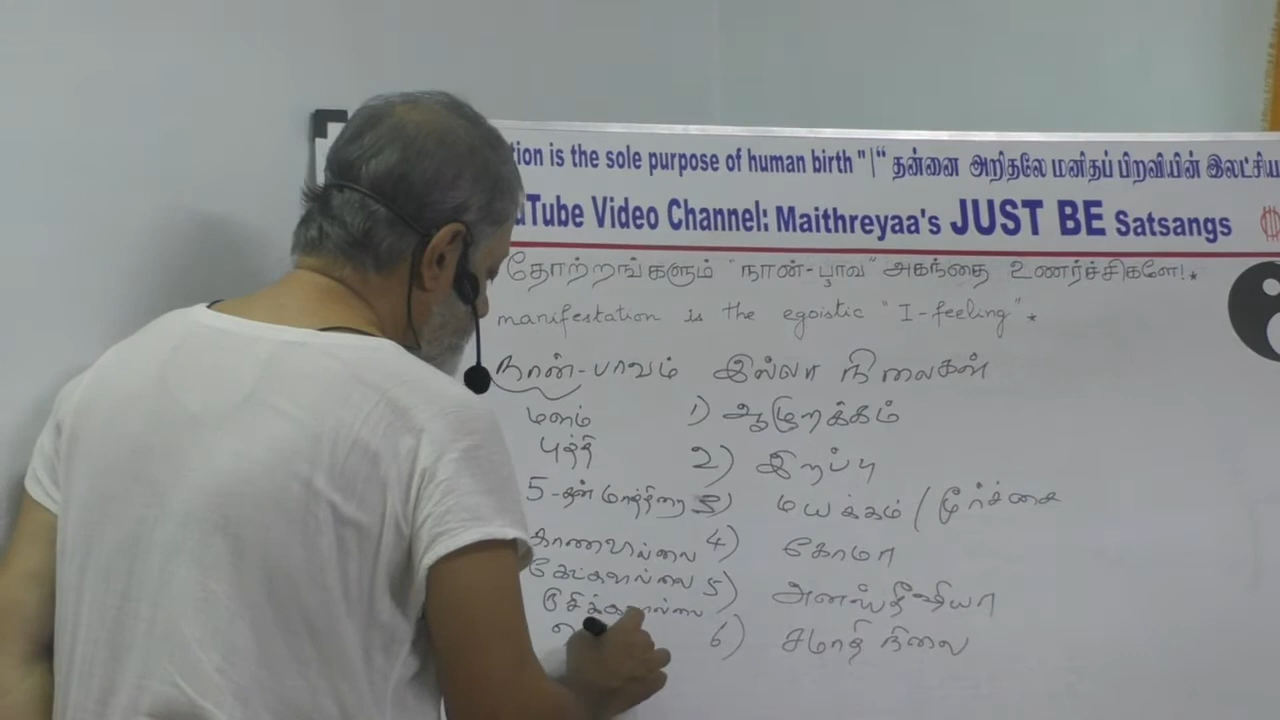 tion is the sole purpose of human birth "|“ தன்னை அறிதலே மனிதப் பிறவியின் இலட்சிய
uTube Video Channel: Maithreyaa's JUST BE Satsangs
தோற்றங்களும் "நான்-பாவ" அகந்தை உணர்ச்சிகளே!*
manifestation is the egoistic "I-feeling"*
நான்-பாவம் இல்லா நிலைகள்
மனம் 1) ஆழுறக்கம்
புத்தி 2) இறப்பு
5-தன் மாத்திரை 3) மயக்கம் / மூர்ச்சை
காணவில்லை 4) கோமா
கேட்கவில்லை 5) அனஸ்தீஷியா
ருசிக்கவில்லை
6) சமாதி நிலை